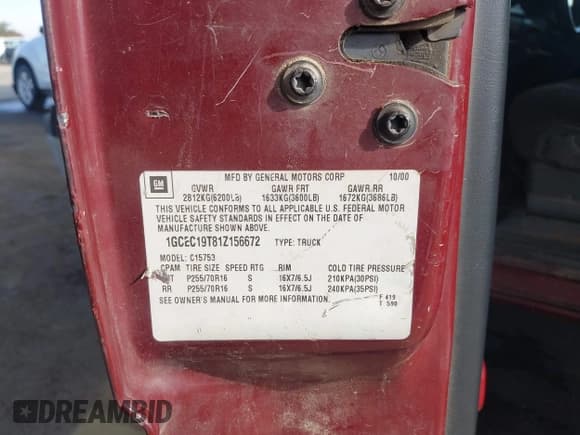 GM
MFD BY GENERAL MOTORS CORP 10/00
GVWR GAWR FRT GAWR RR
2812KG(6200LB) 1633KG(3600LB) 1672KG(3686LB)
THIS VEHICLE CONFORMS TO ALL APPLICABLE U.S. FEDERAL MOTOR
VEHICLE SAFETY STANDARDS IN EFFECT ON THE DATE OF
MANUFACTURE SHOWN ABOVE.
1GCEC19T81Z156672 TYPE: TRUCK
MODEL: C15753
CPAM TIRE SIZE SPEED RTG RIM COLD TIRE PRESSURE
P255/70R16 S 16X7/6.5J 210KPA(30PSI)
RR P255/70R16 S 16X7/6.5J 240KPA(35PSI)
SEE OWNER'S MANUAL FOR MORE INFORMATION.
F 419
T 590
DREAMBID